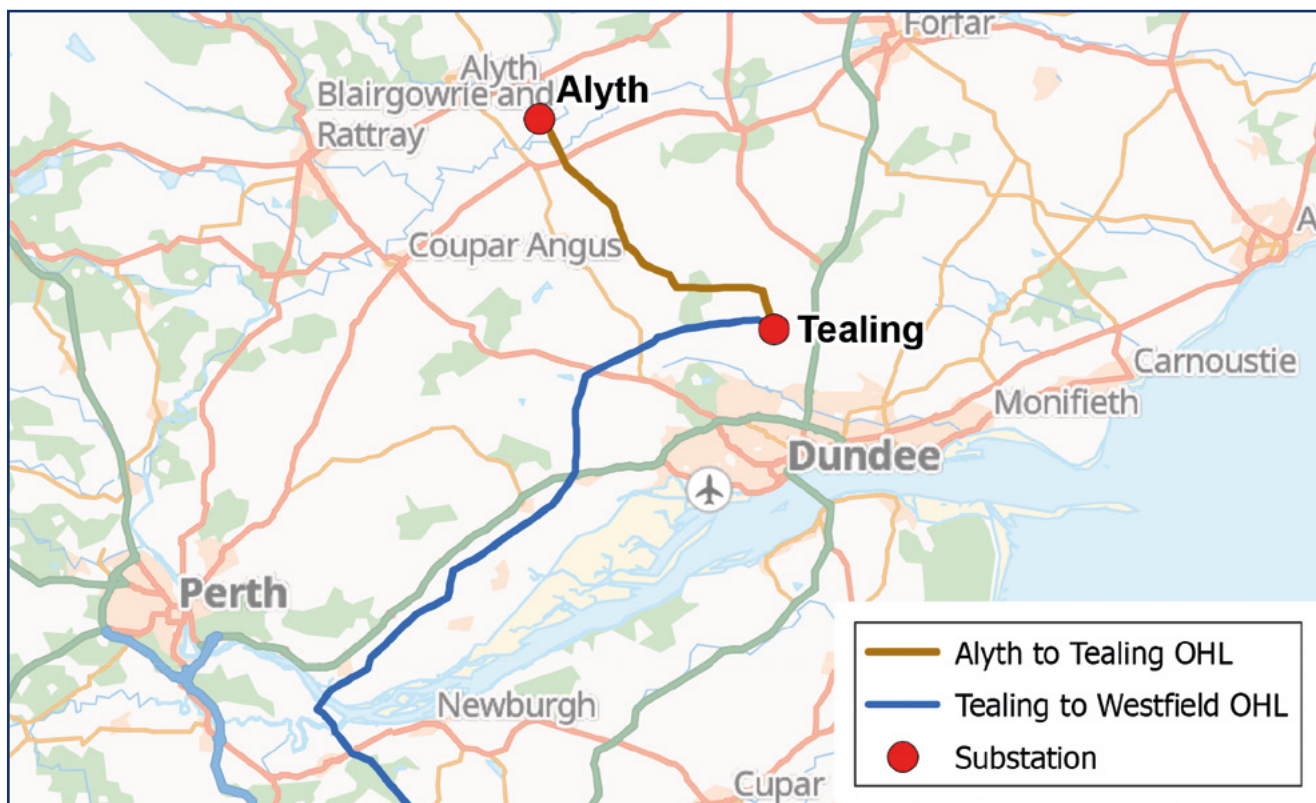 Forfar
Alyth
Alyth
Blairgowrie and
Rattray
Coupar Angus
Tealing
Carnoustie
Monifieth
Dundee
Perth
Newburgh
Cupar
Alyth to Tealing OHL
Tealing to Westfield OHL
Substation